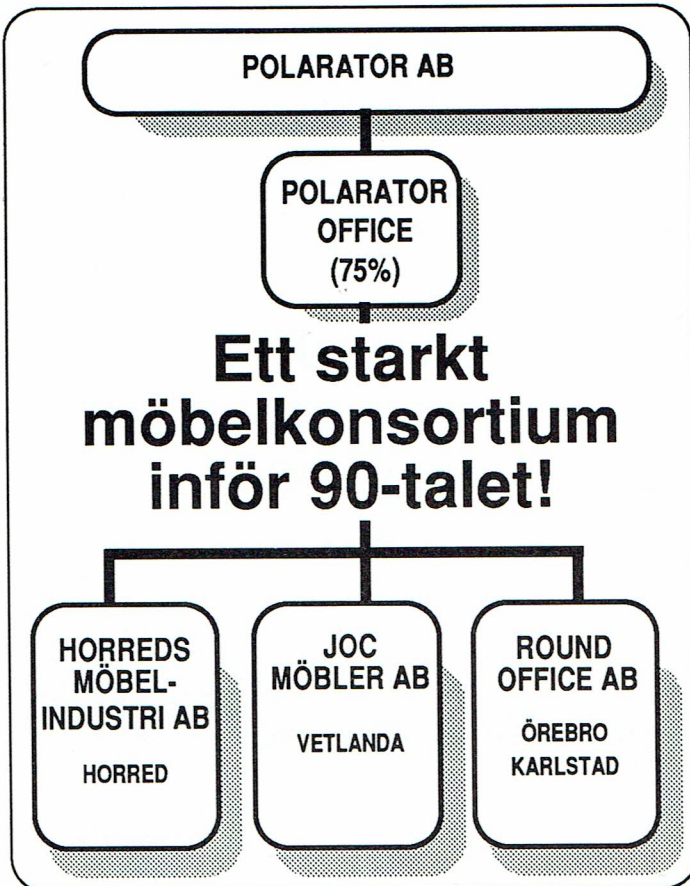 POLARATOR AB
POLARATOR
OFFICE
(75%)
Ett starkt
möbelkonsortium
inför 90-talet!
HORREDS
MÖBEL-
INDUSTRI AB
HORRED
JOC
MÖBLER AB
VETLANDA
ROUND
OFFICE AB
ÖREBRO
KARLSTAD